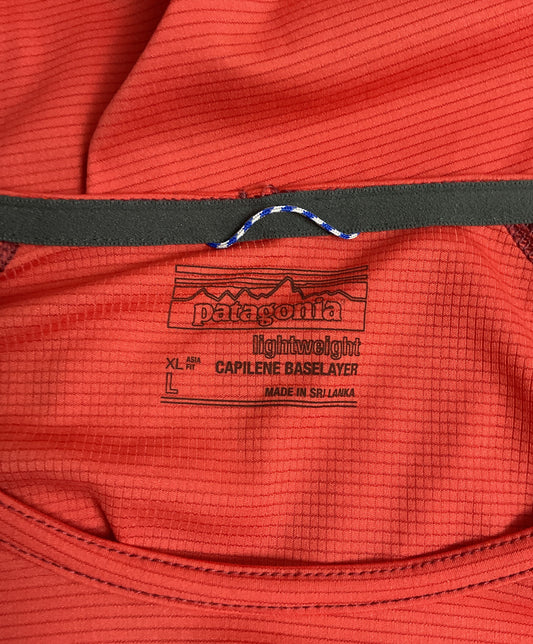 patagonia
lightweight
XL ASIA FIT CAPILENE BASELAYER
L MADE IN SRI LANKA